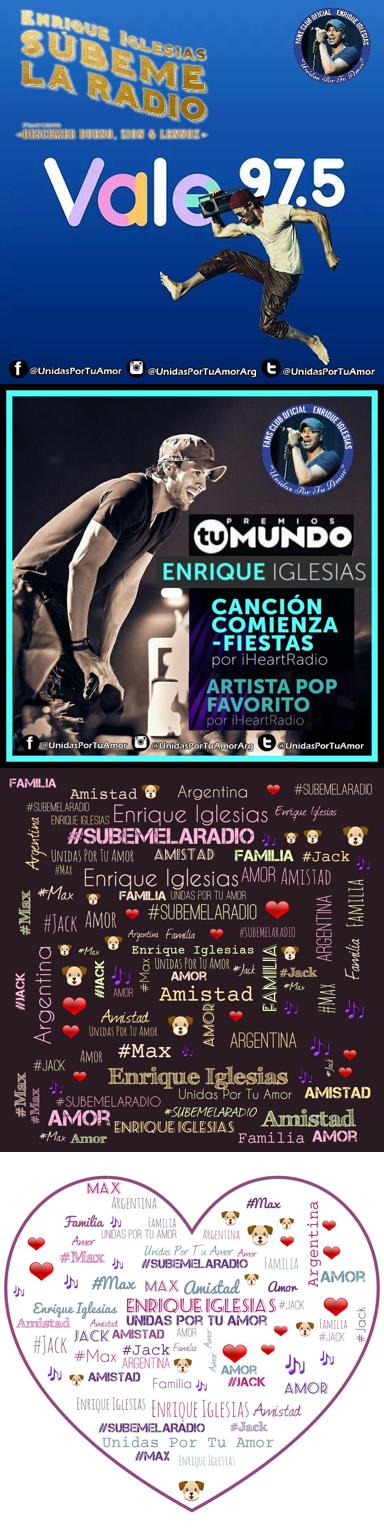 ENRIQUE IGLESIAS
SÚBEME
LA RADIO
FEATURING
DESCEMER BUENO, ZION & LENNOX
FANS CLUB OFICIAL ENRIQUE IGLESIAS
"Unidas Por Tu Amor"
Vale 97.5
@UnidasPorTuAmor @UnidasPorTuAmorArg @UnidasPorTuAmor
FANS CLUB OFICIAL ENRIQUE IGLESIAS
"Unidas Por Tu Amor"
PREMIOS
tu MUNDO
ENRIQUE IGLESIAS
CANCIÓN
COMIENZA
-FIESTAS
por iHeartRadio
ARTISTA POP
FAVORITO
por iHeartRadio
@UnidasPorTuAmor @UnidasPorTuAmorArg @UnidasPorTuAmor
FAMILIA
Amistad Argentina #SUBEMELARADIO
#SUBEMELARADIO Enrique Iglesias Enrique Iglesias
ENRIQUE IGLESIAS
Argentina #SUBEMELARADIO
Unidas Por Tu Amor AMISTAD FAMILIA #Jack
#Max
Enrique Iglesias AMOR AMISTAD
#Max #Max FAMILIA UNIDAS POR TU AMOR FAMILIA
#JACK AMOR #SUBEMELARADIO ARGENTINA
Argentina Familia #SUBEMELARADIO
#Max Enrique Iglesias Familia
Argentina #JACK #Max Unidas Por Tu Amor #Jack FAMILIA #Jack
#JACK AMOR AMOR #Max
Amistad #MAX #Max
Amistad AMOR
Unidas Por Tu Amor ARGENTINA
AMOR #Max
#JACK #Jack
#Max #Max Enrique Iglesias
#SUBEMELARADIO Unidas Por Tu Amor AMISTAD
AMOR #SUBEMELARADIO Amistad
ENRIQUE IGLESIAS
#Max Amor Familia AMOR
MAX
ARGENTINA #Max Argentina
Familia FAMILIA
UNIDAS POR TU AMOR ARGENTINA
Amor Unidas Por Tu Amor Amor
#Max #SUBEMELARADIO FAMILIA
AMOR
#Max MAX Amistad Amor
Enrique Iglesias ENRIQUE IGLESIAS #JACK
Amistad Amistad UNIDAS POR TU AMOR FAMILIA
#JACK JACK AMISTAD AMOR Amor #JACK #Jack
#Max #Jack Familia
ARGENTINA AMOR
AMISTAD Amor #JACK
Familia AMOR
ENRIQUE IGLESIAS ENRIQUE IGLESIAS Amistad
#SUBEMELARADIO #Jack
Unidas Por Tu Amor
#MAX ENRIQUE IGLESIAS